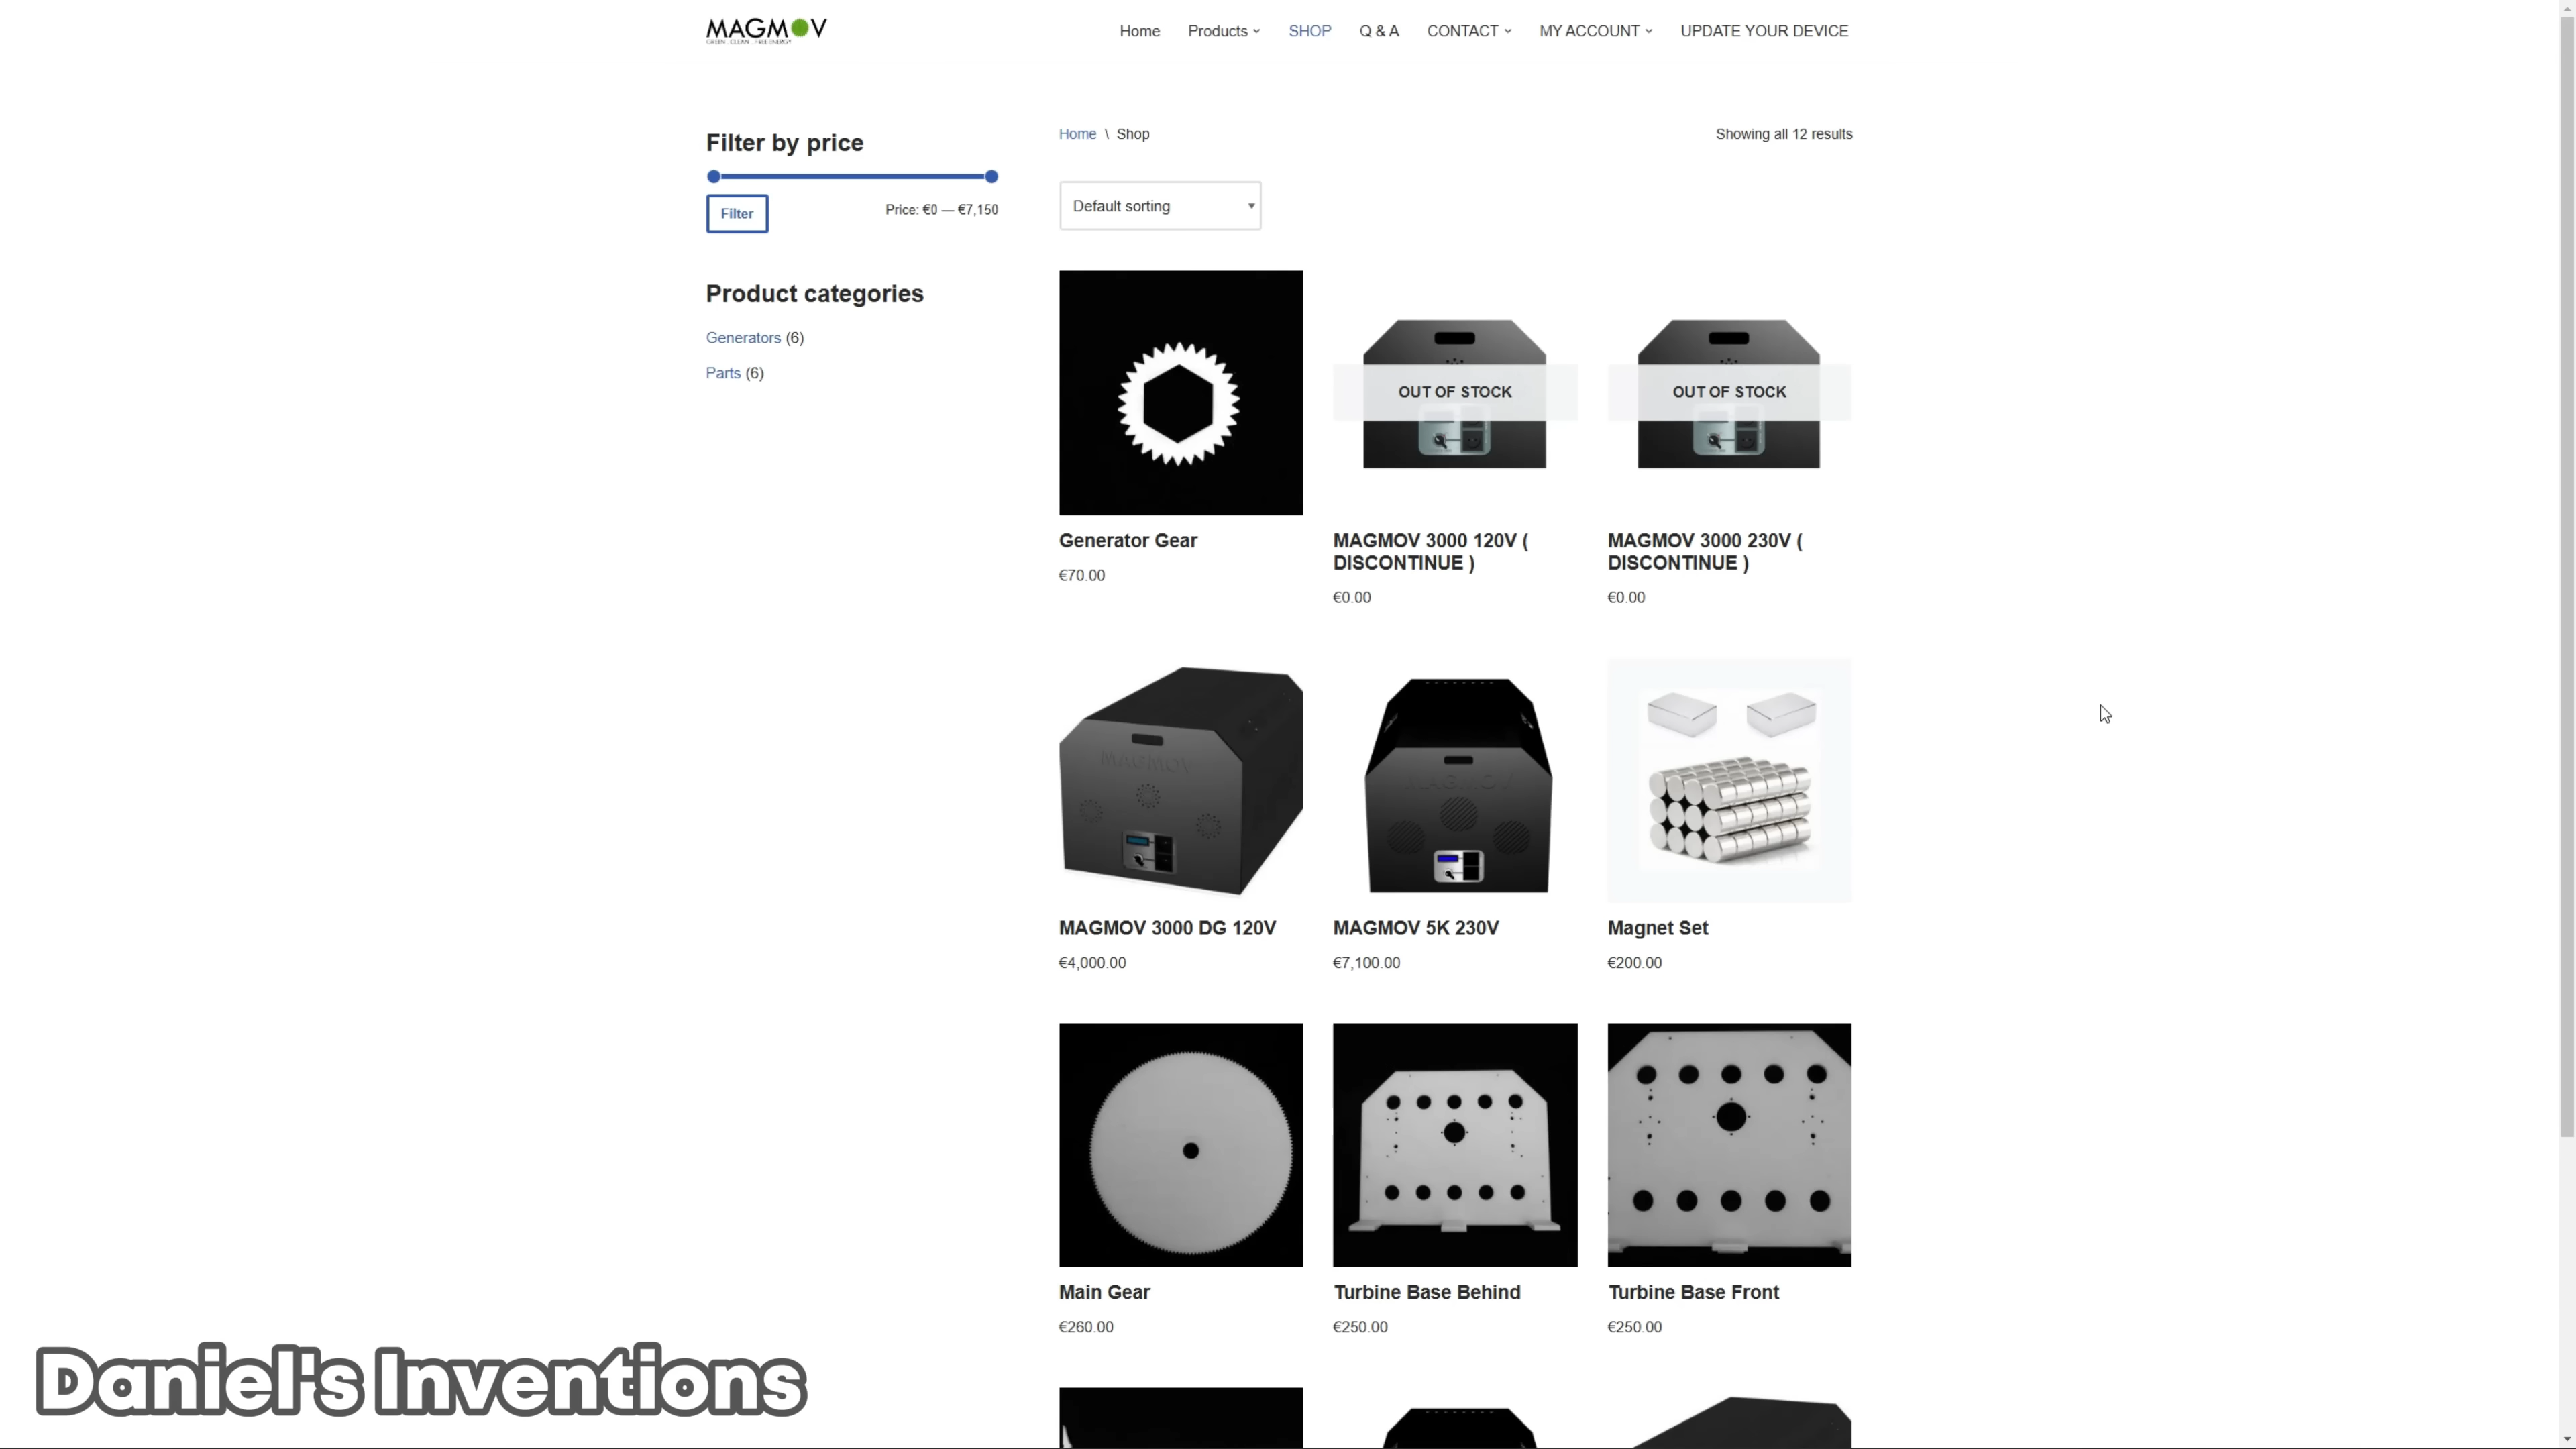 MAGMOV
GREEN . CLEAN . FREE ENERGY
Home Products SHOP Q & A CONTACT MY ACCOUNT UPDATE YOUR DEVICE
Filter by price
Filter
Price: €0 — €7,150
Product categories
Generators (6)
Parts (6)
Home \ Shop
Showing all 12 results
Default sorting
OUT OF STOCK
OUT OF STOCK
Generator Gear
€70.00
MAGMOV 3000 120V (
DISCONTINUE )
€0.00
MAGMOV 3000 230V (
DISCONTINUE )
€0.00
MAGMOV
MAGMOV
MAGMOV 3000 DG 120V
€4,000.00
MAGMOV 5K 230V
€7,100.00
Magnet Set
€200.00
Main Gear
€260.00
Turbine Base Behind
€250.00
Turbine Base Front
€250.00
Daniel's Inventions